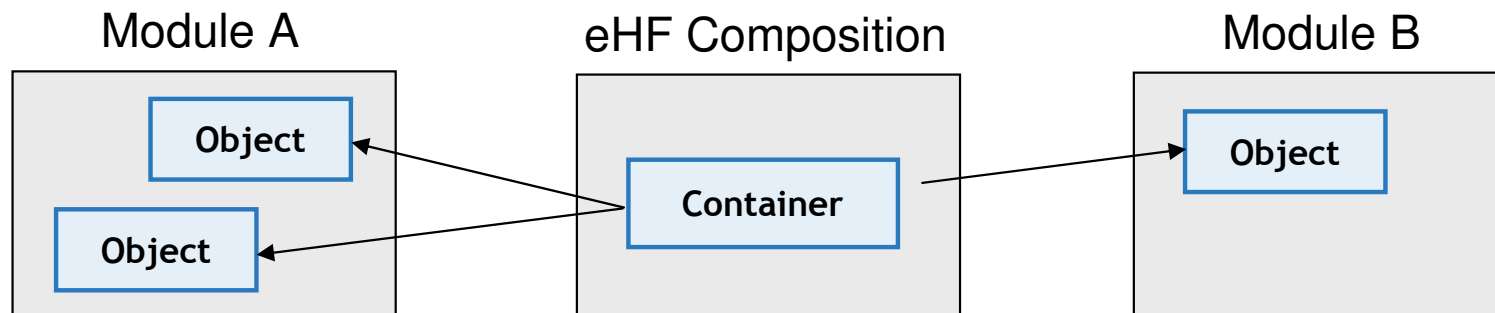 Module A
eHF Composition
Module B
Object
Object
Container
Object